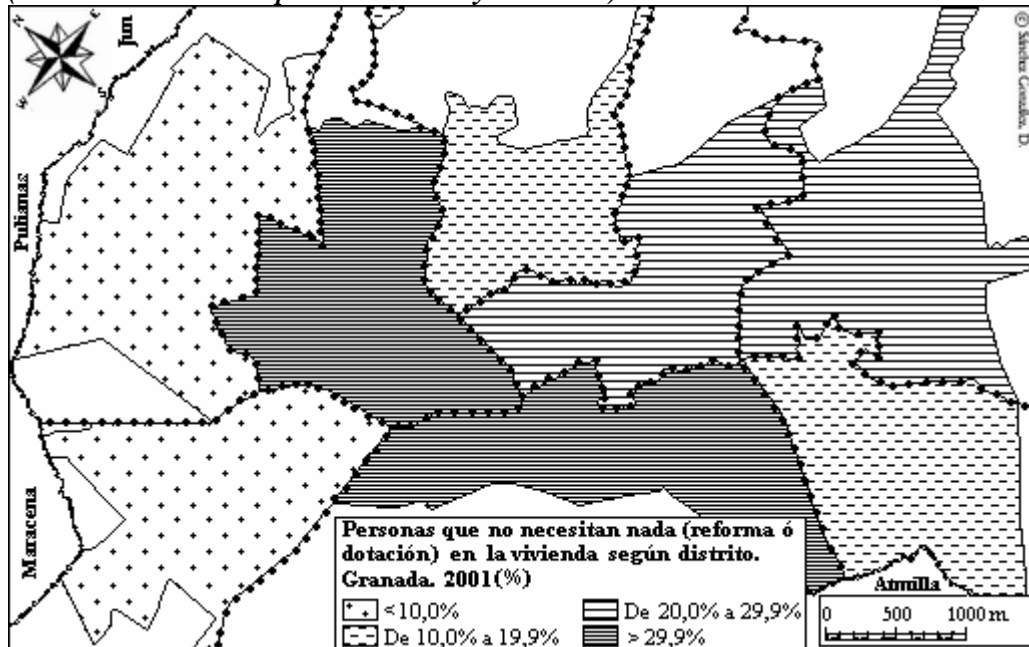 Jun
© Sánchez González, D.
Pulianas
Maracena
Armilla
Personas que no necesitan nada (reforma ó
dotación) en la vivienda según distrito.
Granada. 2001(%)
<10,0%
De 20,0% a 29,9%
De 10,0% a 19,9%
> 29,9%
0 500 1000 m.
N
E
S
W